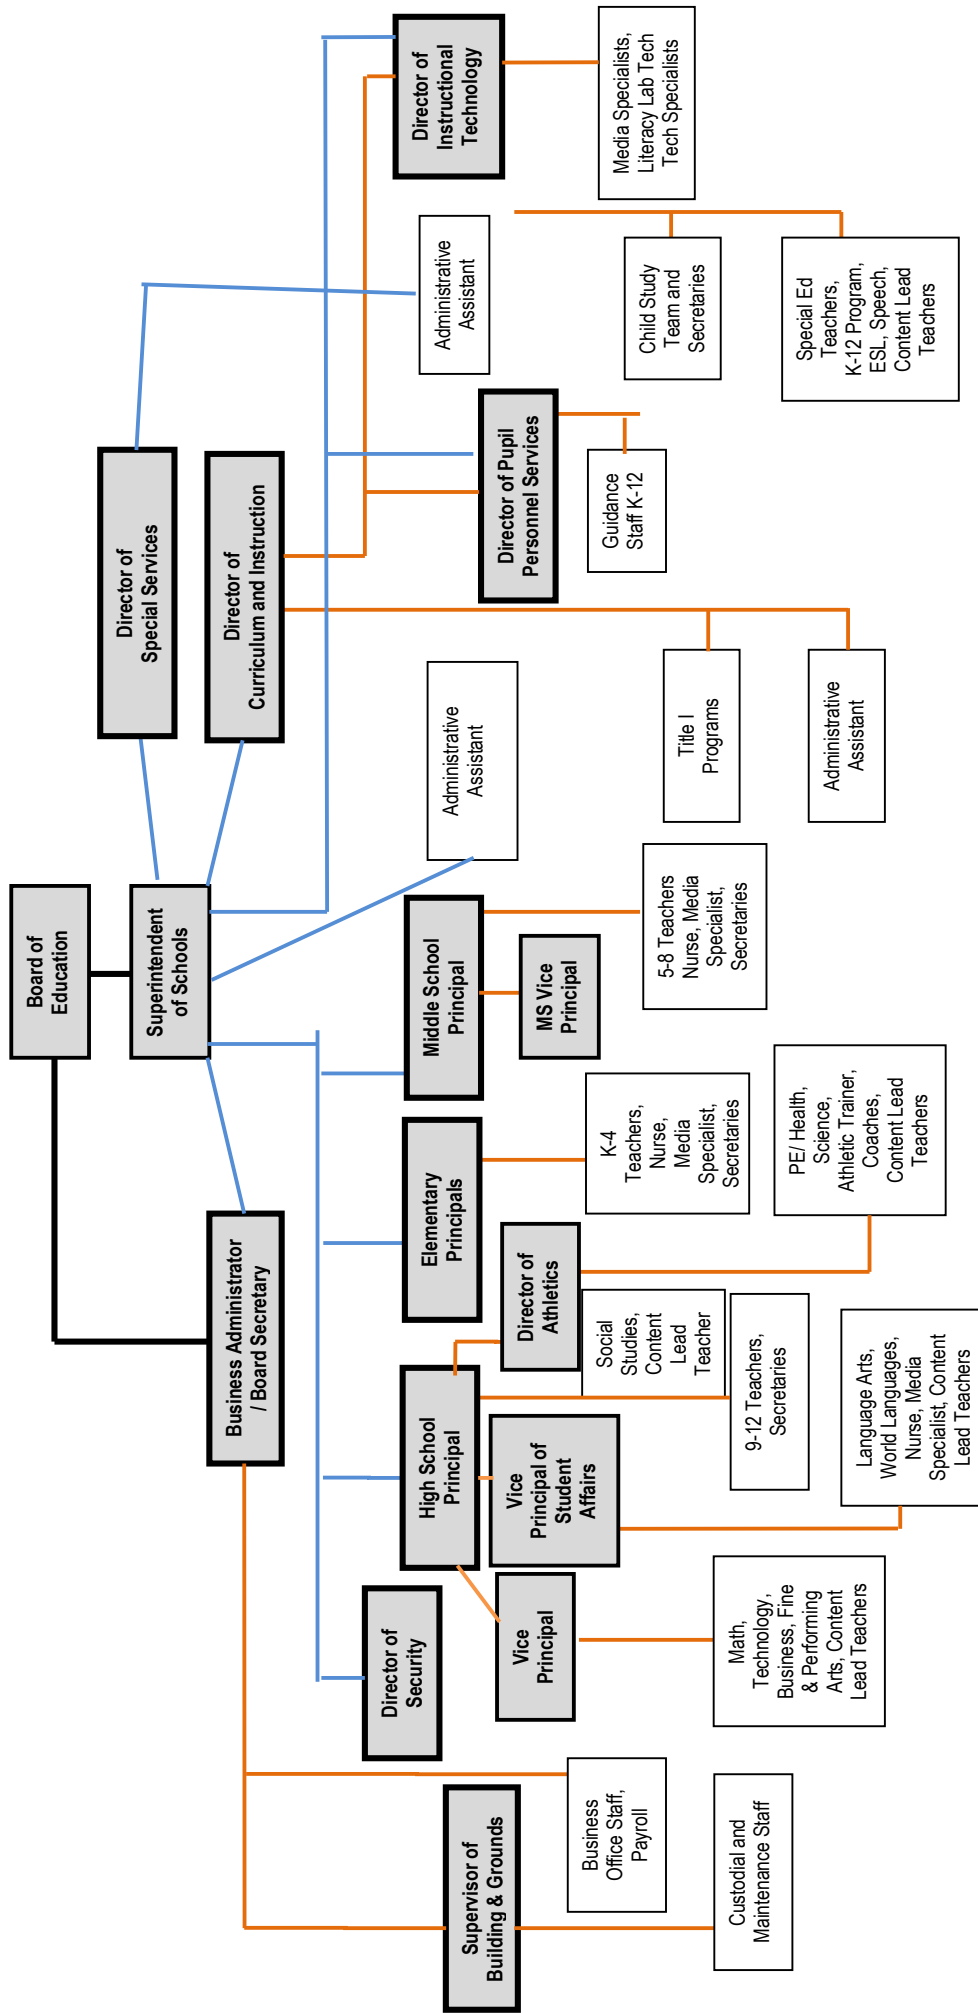 Board of
Education
Superintendent
of Schools
Business Administrator
/ Board Secretary
Director of
Special Services
Director of
Curriculum and Instruction
Supervisor of
Building & Grounds
Director of
Security
High School
Principal
Elementary
Principals
Middle School
Principal
Administrative
Assistant
Director of Pupil
Personnel Services
Administrative
Assistant
Director of
Instructional
Technology
Vice
Principal
Vice
Principal of
Student
Affairs
Director of
Athletics
MS Vice
Principal
Business
Office Staff,
Payroll
Custodial and
Maintenance Staff
Math,
Technology,
Business, Fine
& Performing
Arts, Content
Lead Teachers
Language Arts,
World Languages,
Nurse, Media
Specialist, Content
Lead Teachers
9-12 Teachers,
Secretaries
Social
Studies,
Content
Lead
Teacher
PE/ Health,
Science,
Athletic Trainer,
Coaches,
Content Lead
Teachers
K-4
Teachers,
Nurse,
Media
Specialist,
Secretaries
5-8 Teachers
Nurse, Media
Specialist,
Secretaries
Title I
Programs
Administrative
Assistant
Guidance
Staff K-12
Child Study
Team and
Secretaries
Special Ed
Teachers,
K-12 Program,
ESL, Speech,
Content Lead
Teachers
Media Specialists,
Literacy Lab Tech
Tech Specialists